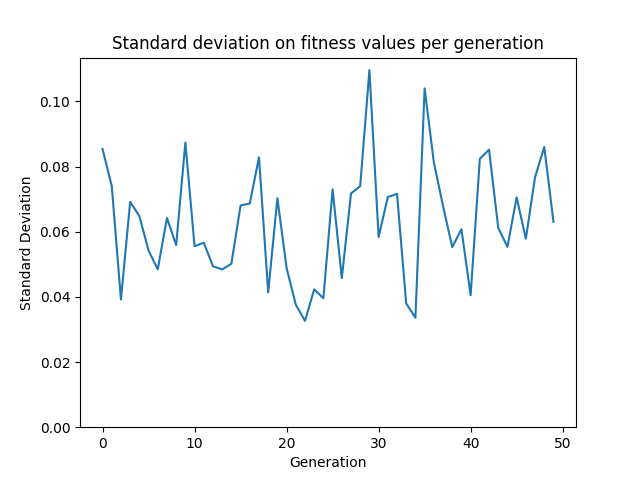 Standard deviation on fitness values per generation
0.10
0.08
0.06
0.04
0.02
0.00
Standard Deviation
0 10 20 30 40 50
Generation